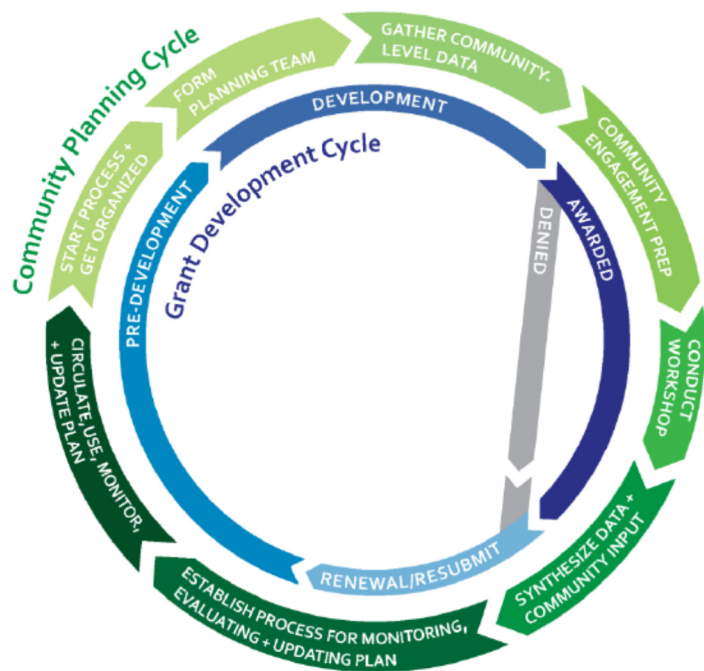 Community Planning Cycle
START PROCESS +
GET ORGANIZED
FORM
PLANNING TEAM
GATHER COMMUNITY-
LEVEL DATA
COMMUNITY
ENGAGEMENT PREP
CONDUCT
WORKSHOP
SYNTHESIZE DATA +
COMMUNITY INPUT
ESTABLISH PROCESS FOR MONITORING,
EVALUATING + UPDATING PLAN
CIRCULATE, USE, MONITOR,
+ UPDATE PLAN
Grant Development Cycle
PRE-DEVELOPMENT
DEVELOPMENT
AWARDED
DENIED
RENEWAL/RESUBMIT